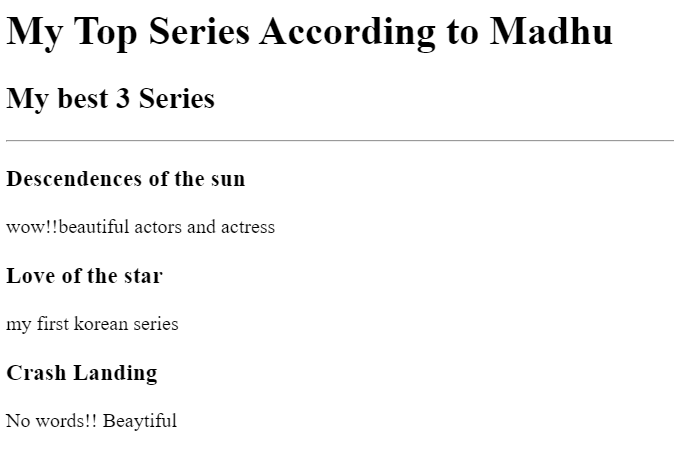 My Top Series According to Madhu
My best 3 Series
Descendences of the sun
wow!!beautiful actors and actress
Love of the star
my first korean series
Crash Landing
No words!! Beaytiful